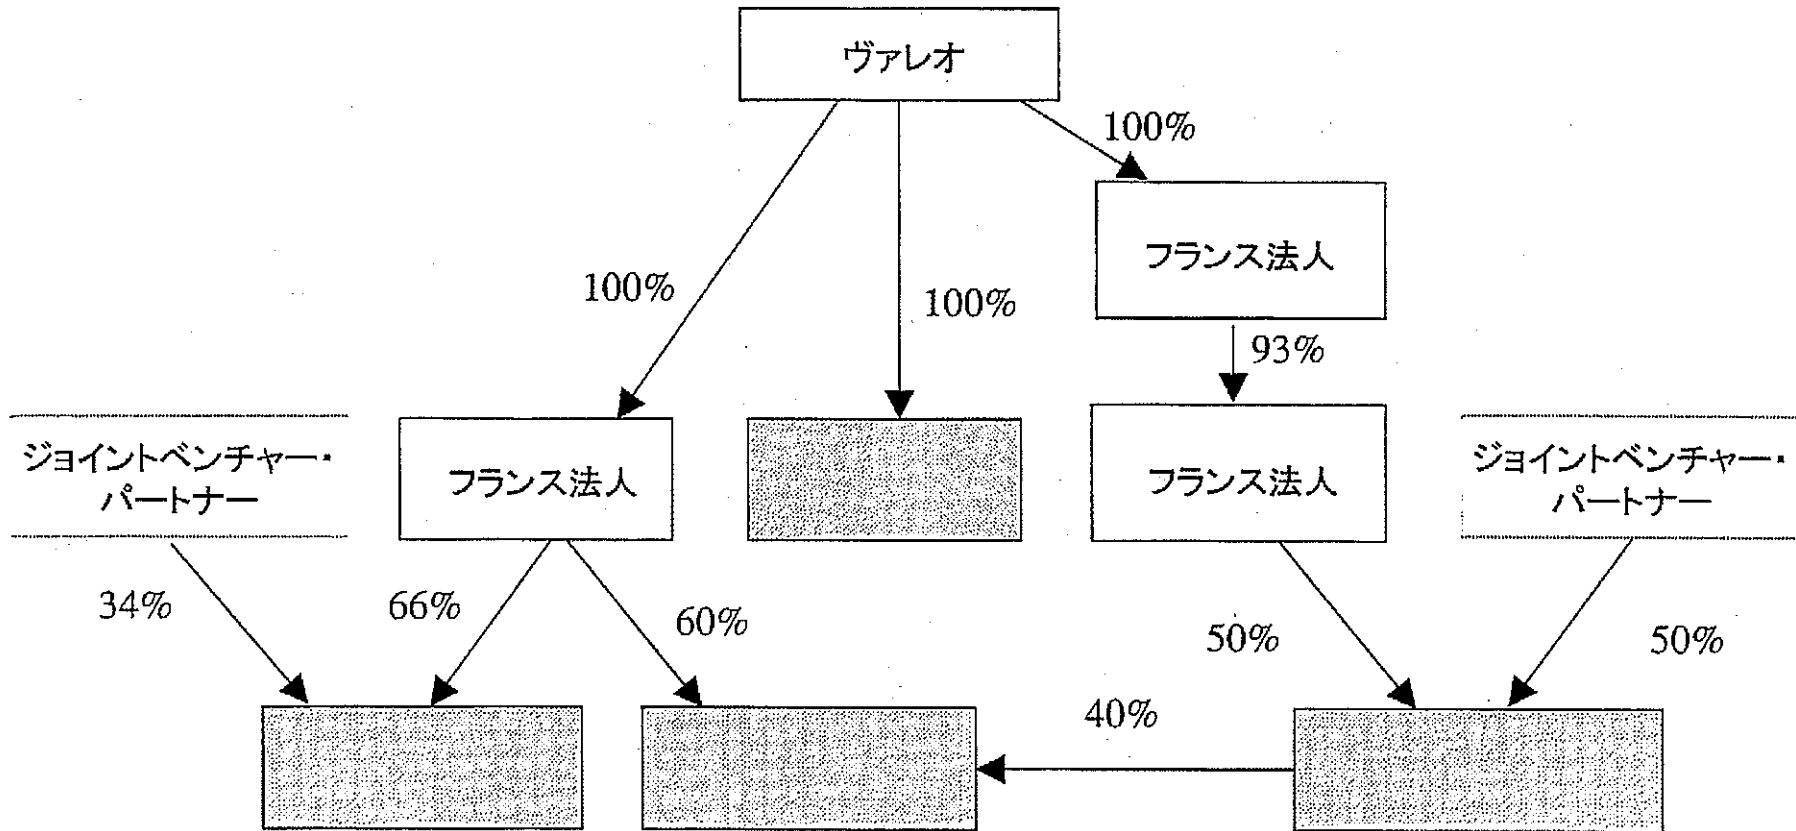 ヴァレオ
100%
フランス法人
100%
100%
93%
ジョイントベンチャー・
パートナー
フランス法人
フランス法人
ジョイントベンチャー・
パートナー
34%
66%
60%
50%
50%
40%